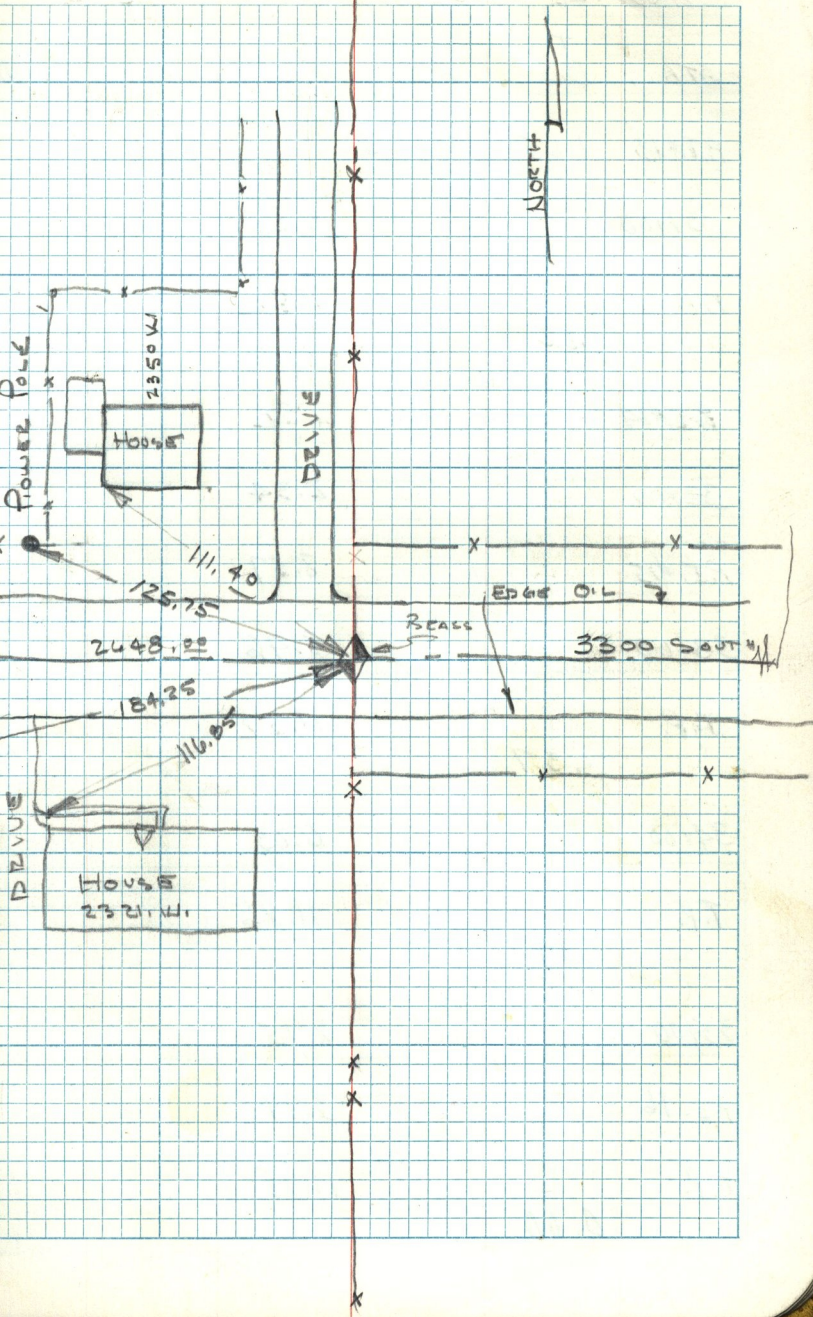 NORTH
POWER POLE
2350 W
HOUSE
DRIVE
111.40
125.75
EDGE OIL
BRASS
2648.00
3300 SOUTH
184.25
116.85
DRIVE
HOUSE
2321. W.